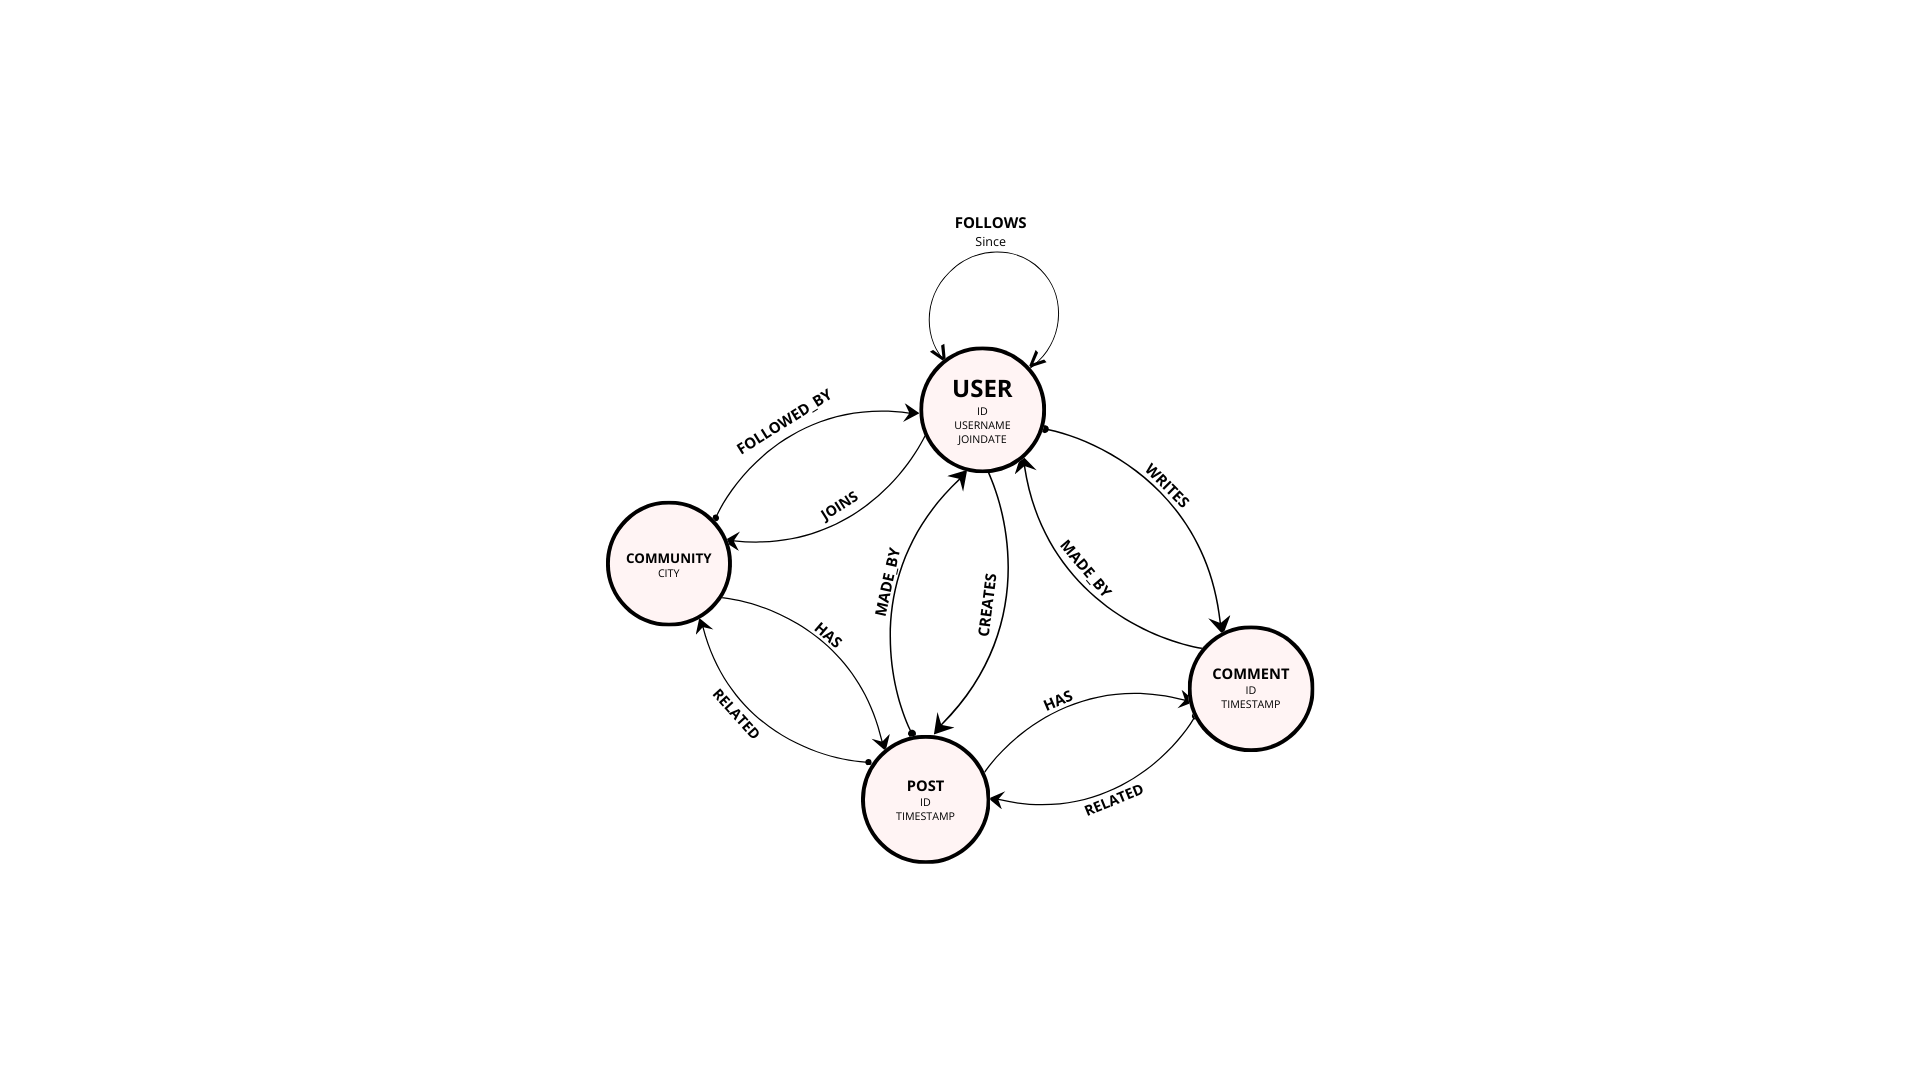 FOLLOWS
Since
USER
ID
USERNAME
JOINDATE
FOLLOWED_BY
JOINS
WRITES
COMMUNITY
CITY
MADE_BY
CREATES
MADE_BY
HAS
RELATED
HAS
COMMENT
ID
TIMESTAMP
POST
ID
TIMESTAMP
RELATED